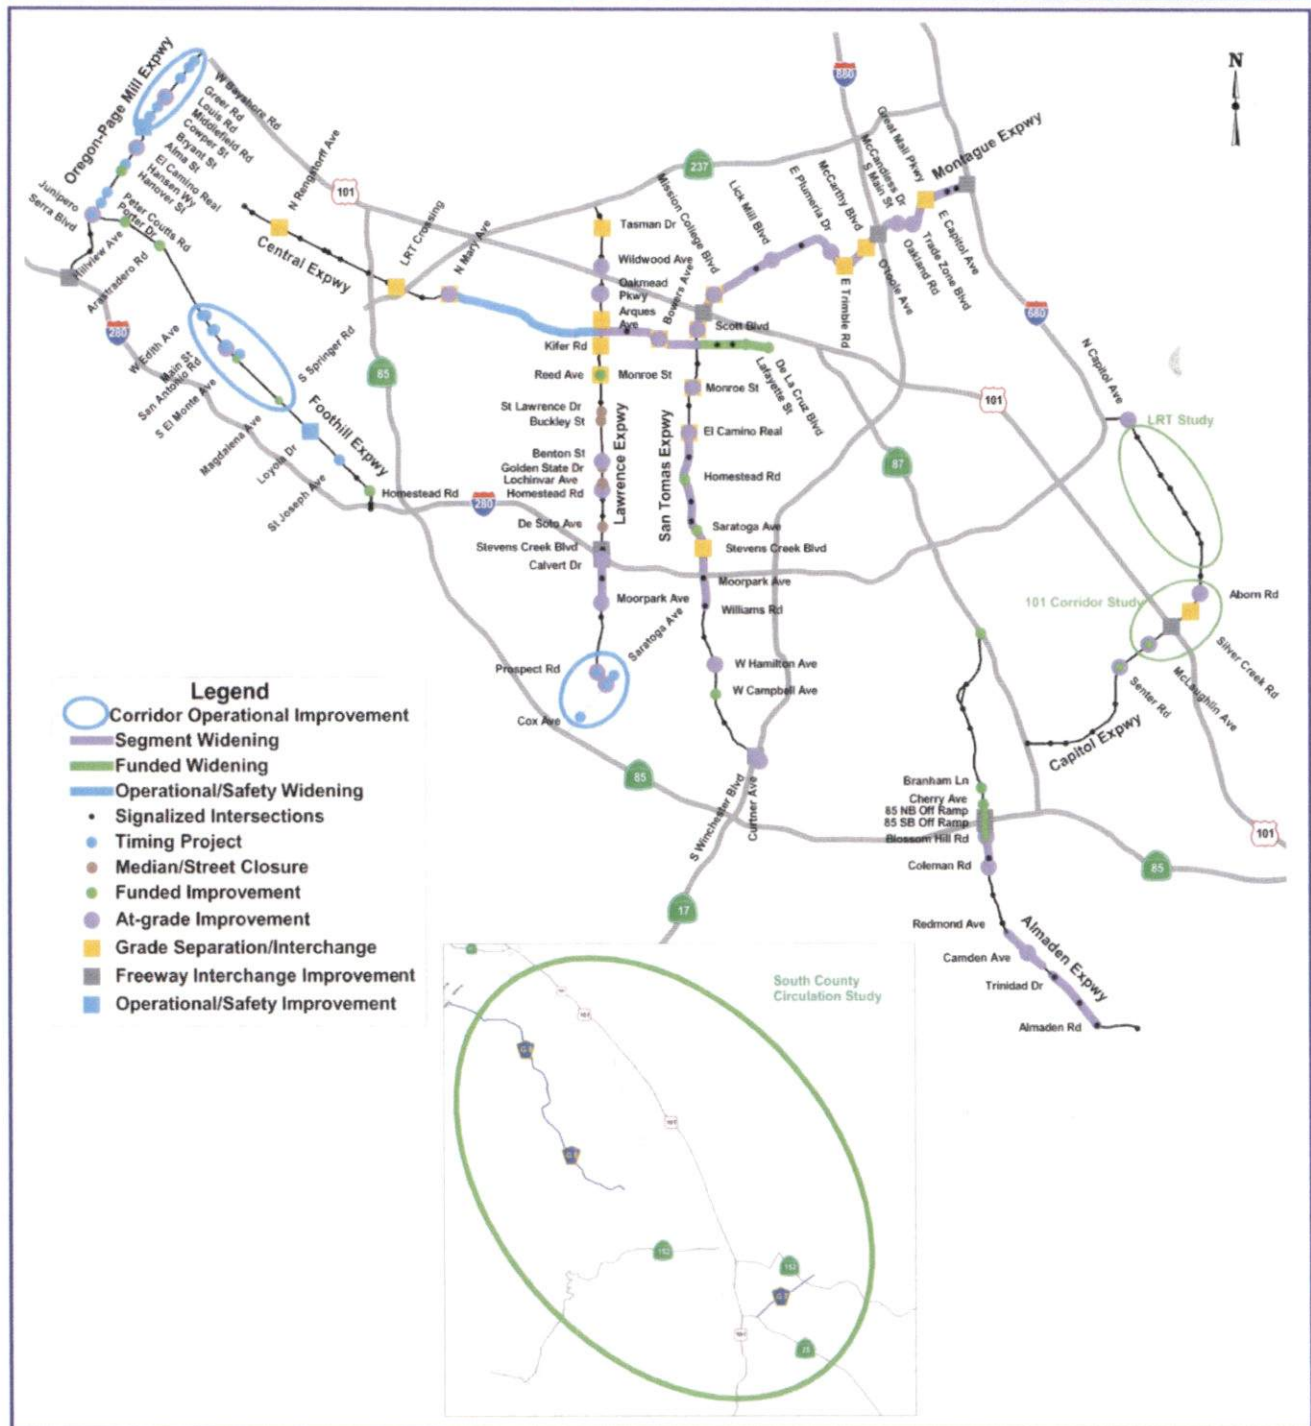 N
Oregon-Page Mill Expwy
W Bayshore Rd
Greer Rd
Louis Rd
Middlefield Rd
Cowper St
Bryant St
Alma St
El Camino Real
Hansen Wy
Hanover St
Junipero
Serra Blvd
Peter Coutts Rd
Porter Dr
Hillview Ave
Arastradero Rd
W Edith Ave
Main St
San Antonio Rd
S El Monte Ave
S Springer Rd
Magdalena Ave
Loyola Dr
St Joseph Ave
Foothill Expwy
Homestead Rd
280
280
101
85
N Rengstorff Ave
Central Expwy
LRT Crossing
N Mary Ave
237
880
680
Tasman Dr
Wildwood Ave
Oakmead
Pkwy
Arques
Ave
Kifer Rd
Reed Ave
Monroe St
St Lawrence Dr
Buckley St
Benton St
Golden State Dr
Lochinvar Ave
Homestead Rd
De Soto Ave
Stevens Creek Blvd
Calvert Dr
Moorpark Ave
Saratoga Ave
Prospect Rd
Cox Ave
Lawrence Expwy
San Tomas Expwy
Mission College Blvd
Bowers Ave
Scott Blvd
Monroe St
El Camino Real
Homestead Rd
Saratoga Ave
Stevens Creek Blvd
Moorpark Ave
Williams Rd
W Hamilton Ave
W Campbell Ave
S Winchester Blvd
Curtner Ave
De La Cruz Blvd
Lafayette St
Lick Mill Blvd
E Plumeria Dr
McCarthy Blvd
McCandless Dr
S Main St
Great Mall Pkwy
Montague Expwy
E Capitol Ave
Trade Zone Blvd
Oakland Rd
O'toole Ave
E Trimble Rd
101
87
N Capitol Ave
LRT Study
101 Corridor Study
Aborn Rd
Silver Creek Rd
McLaughlin Ave
Senter Rd
Capitol Expwy
Branham Ln
Cherry Ave
85 NB Off Ramp
85 SB Off Ramp
Blossom Hill Rd
Coleman Rd
Redmond Ave
Camden Ave
Trinidad Dr
Almaden Rd
Almaden Expwy
85
85
101
17
Legend
Corridor Operational Improvement
Segment Widening
Funded Widening
Operational/Safety Widening
Signalized Intersections
Timing Project
Median/Street Closure
Funded Improvement
At-grade Improvement
Grade Separation/Interchange
Freeway Interchange Improvement
Operational/Safety Improvement
South County
Circulation Study
101
101
152
152